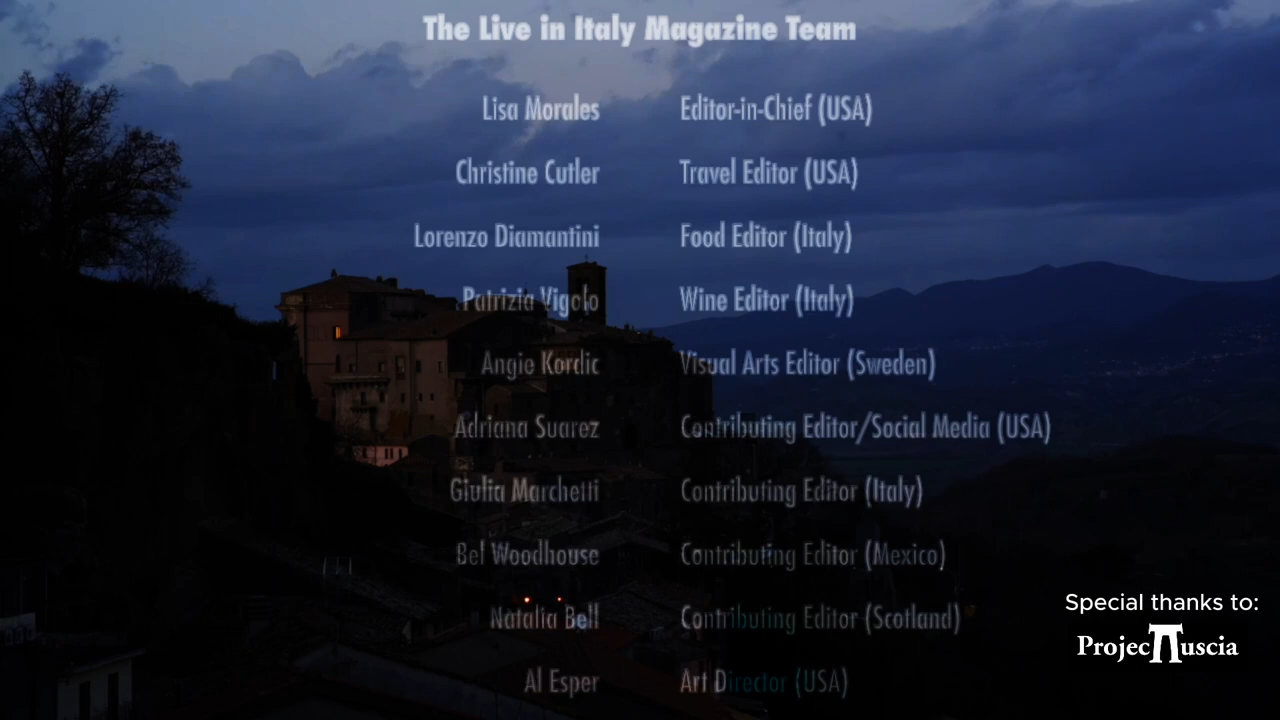 The Live in Italy Magazine Team
Lisa Morales Editor-in-Chief (USA)
Christine Cutler Travel Editor (USA)
Lorenzo Diamantini Food Editor (Italy)
Patrizia Vigolo Wine Editor (Italy)
Angie Kordic Visual Arts Editor (Sweden)
Adriana Suarez Contributing Editor/Social Media (USA)
Giulia Marchetti Contributing Editor (Italy)
Bel Woodhouse Contributing Editor (Mexico)
Natalia Bell Contributing Editor (Scotland)
Al Esper Art Director (USA)
Special thanks to:
ProjecTuscia